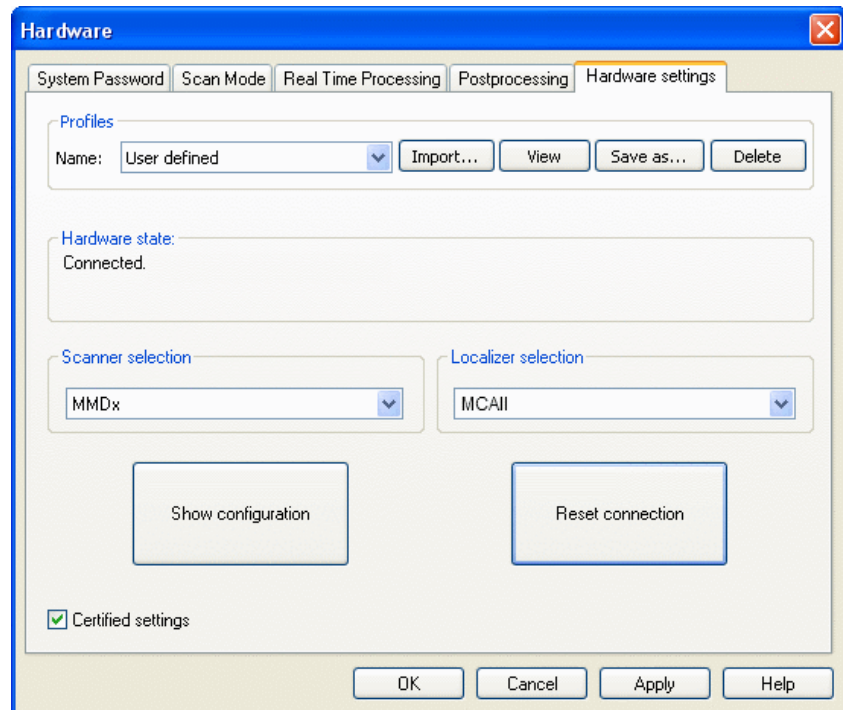 Hardware
System Password Scan Mode Real Time Processing Postprocessing Hardware settings
Profiles
Name: User defined Import... View Save as... Delete
Hardware state:
Connected.
Scanner selection Localizer selection
MMDx MCAII
Show configuration Reset connection
Certified settings
OK Cancel Apply Help